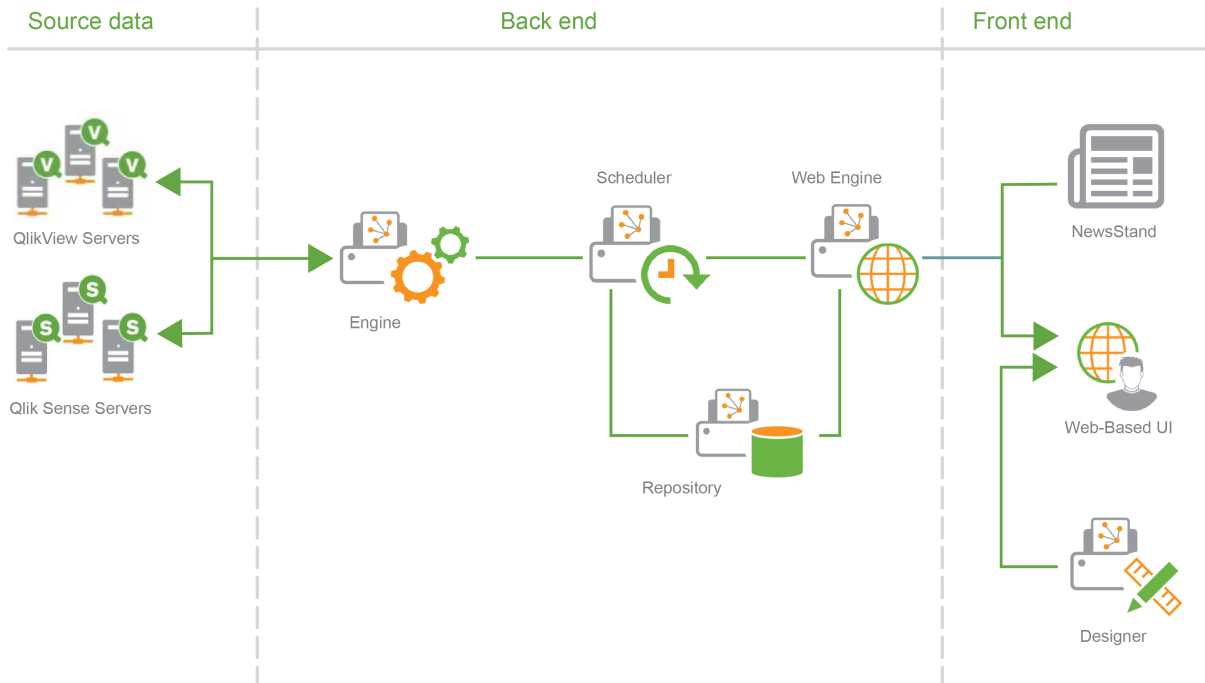 Source data
Back end
Front end
V
V
V
QlikView Servers
S
S
S
Qlik Sense Servers
Engine
Scheduler
Web Engine
Repository
NewsStand
Web-Based UI
Designer